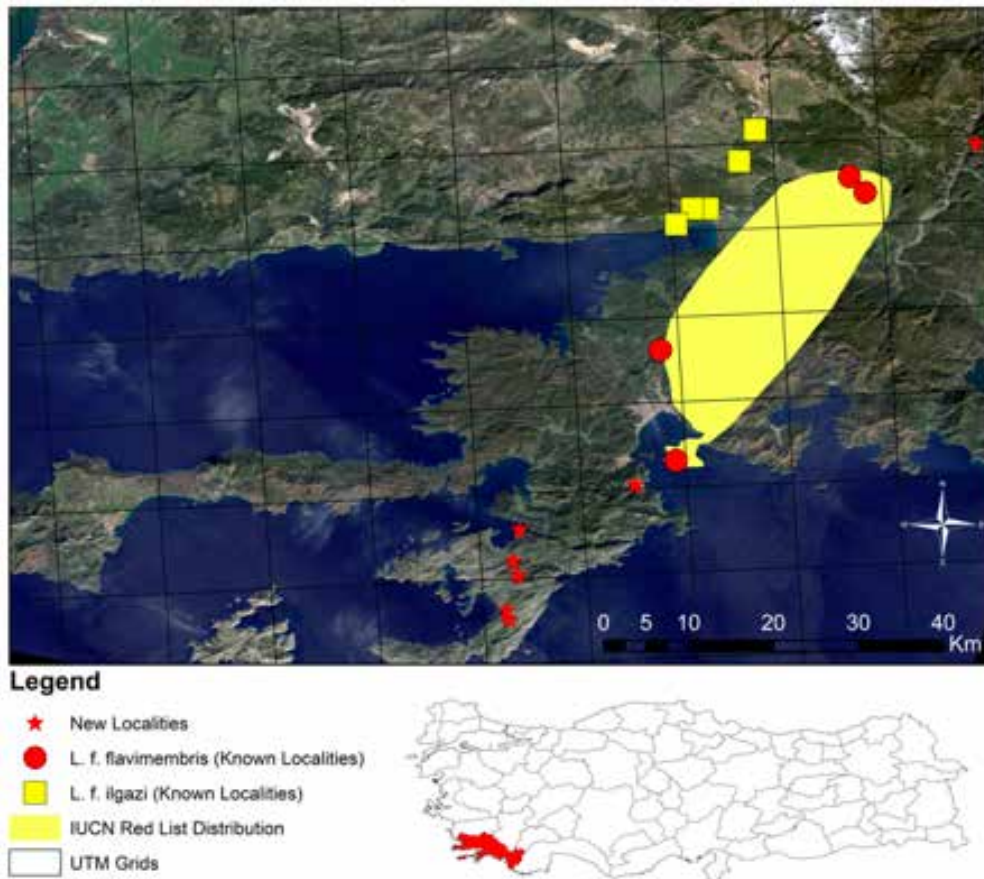 0 5 10 20 30 40
Km
Legend
New Localities
L. f. flavimembris (Known Localities)
L. f. ilgazi (Known Localities)
IUCN Red List Distribution
UTM Grids